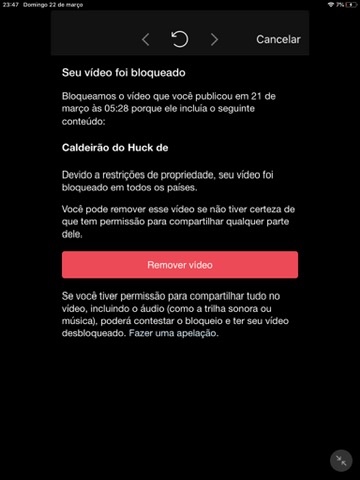 23:47 Domingo 22 de março 7%
Cancelar
Seu vídeo foi bloqueado
Bloqueamos o vídeo que você publicou em 21 de
março às 05:28 porque ele incluía o seguinte
conteúdo:
Caldeirão do Huck de
Devido a restrições de propriedade, seu vídeo foi
bloqueado em todos os países.
Você pode remover esse vídeo se não tiver certeza de
que tem permissão para compartilhar qualquer parte
dele.
Remover vídeo
Se você tiver permissão para compartilhar tudo no
vídeo, incluindo o áudio (como a trilha sonora ou
música), poderá contestar o bloqueio e ter seu vídeo
desbloqueado. Fazer uma apelação.